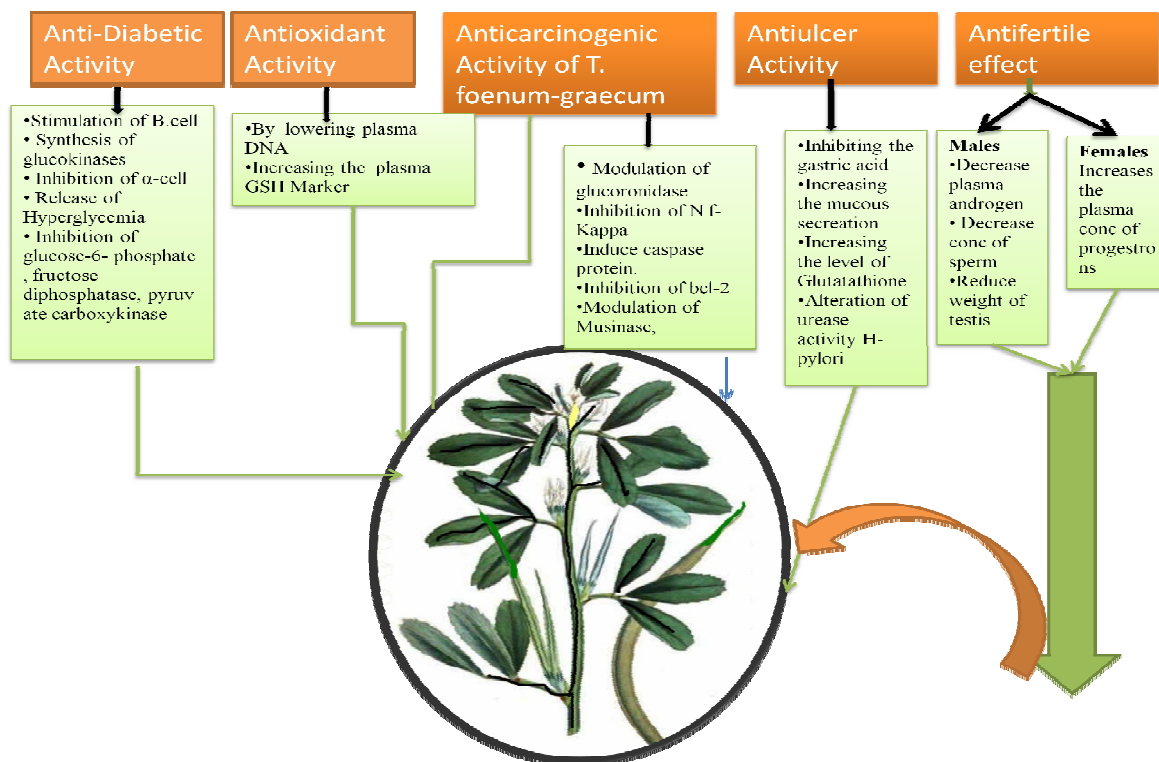 Anti-Diabetic
Activity
Antioxidant
Activity
Anticarcinogenic
Activity of T.
foenum-graecum
Antiulcer
Activity
Antifertile
effect
•Stimulation of B.cell
• Synthesis of
glucokinases
• Inhibition of α-cell
• Release of
Hyperglycemia
• Inhibition of
glucose-6- phosphate
, fructose
diphosphatase, pyruv
ate carboxykinase
•By lowering plasma
DNA
•Increasing the plasma
GSH Marker
• Modulation of
glucoronidase
•Inhibition of N f-
Kappa
•Induce caspase
protein.
•Inhibition of bcl-2
•Modulation of
Musinase,
•Inhibiting the
gastric acid
•Increasing
the mucous
secretion
•Increasing
the level of
Glutatathione
•Alteration of
urease
activity H-
pylori
Males
•Decrease
plasma
androgen
• Decrease
conc of
sperm
•Reduce
weight of
testis
Females
Increases
the
plasma
conc of
progestro
ns